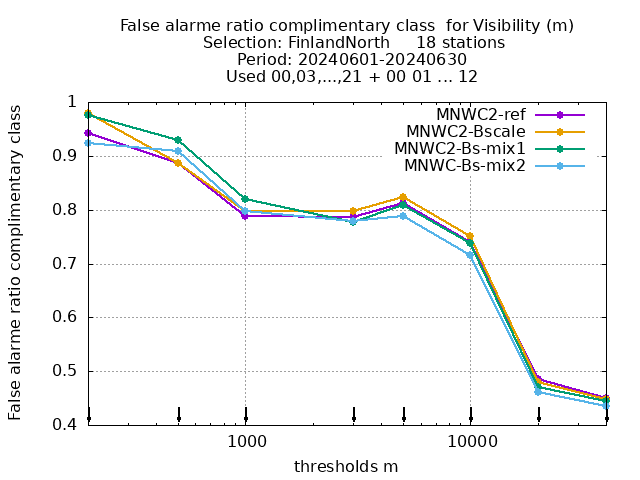 False alarme ratio complimentary class  for Visibility (m)
Selection: FinlandNorth     18 stations
Period: 20240601-20240630
Used 00,03,...,21 + 00 01 ... 12
False alarme ratio complimentary class
1
0.9
0.8
0.7
0.6
0.5
0.4
MNWC2-ref
MNWC2-Bscale
MNWC2-Bs-mix1
MNWC-Bs-mix2
1000
10000
thresholds m